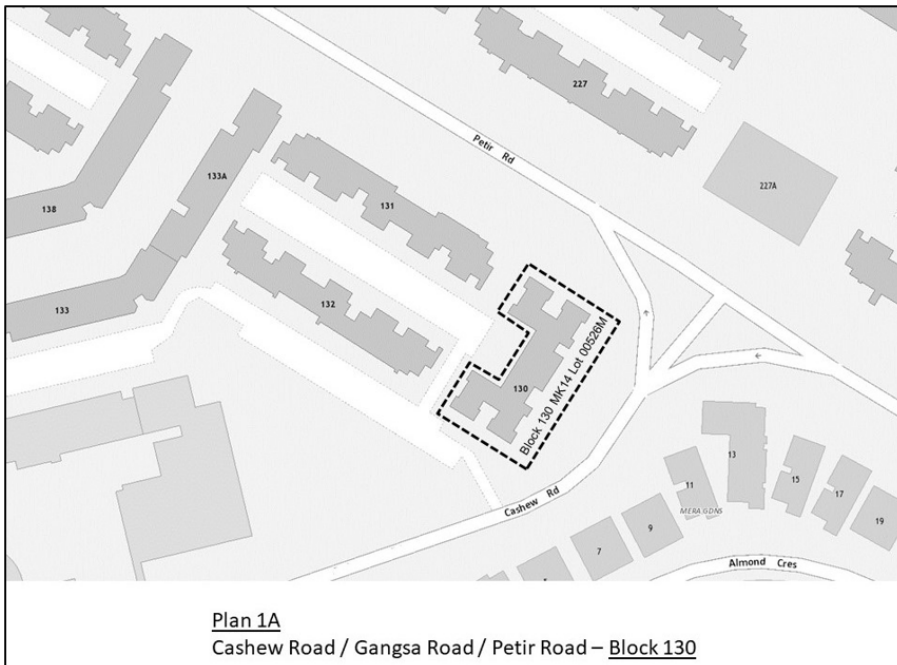 227
Petir Rd
227A
133A
131
138
132
133
130
Block 130 MK14 Lot 00526M
Cashew Rd
13
11
15
17
19
MERA GDNS
9
7
Almond Cres
Plan 1A
Cashew Road / Gangsa Road / Petir Road – Block 130